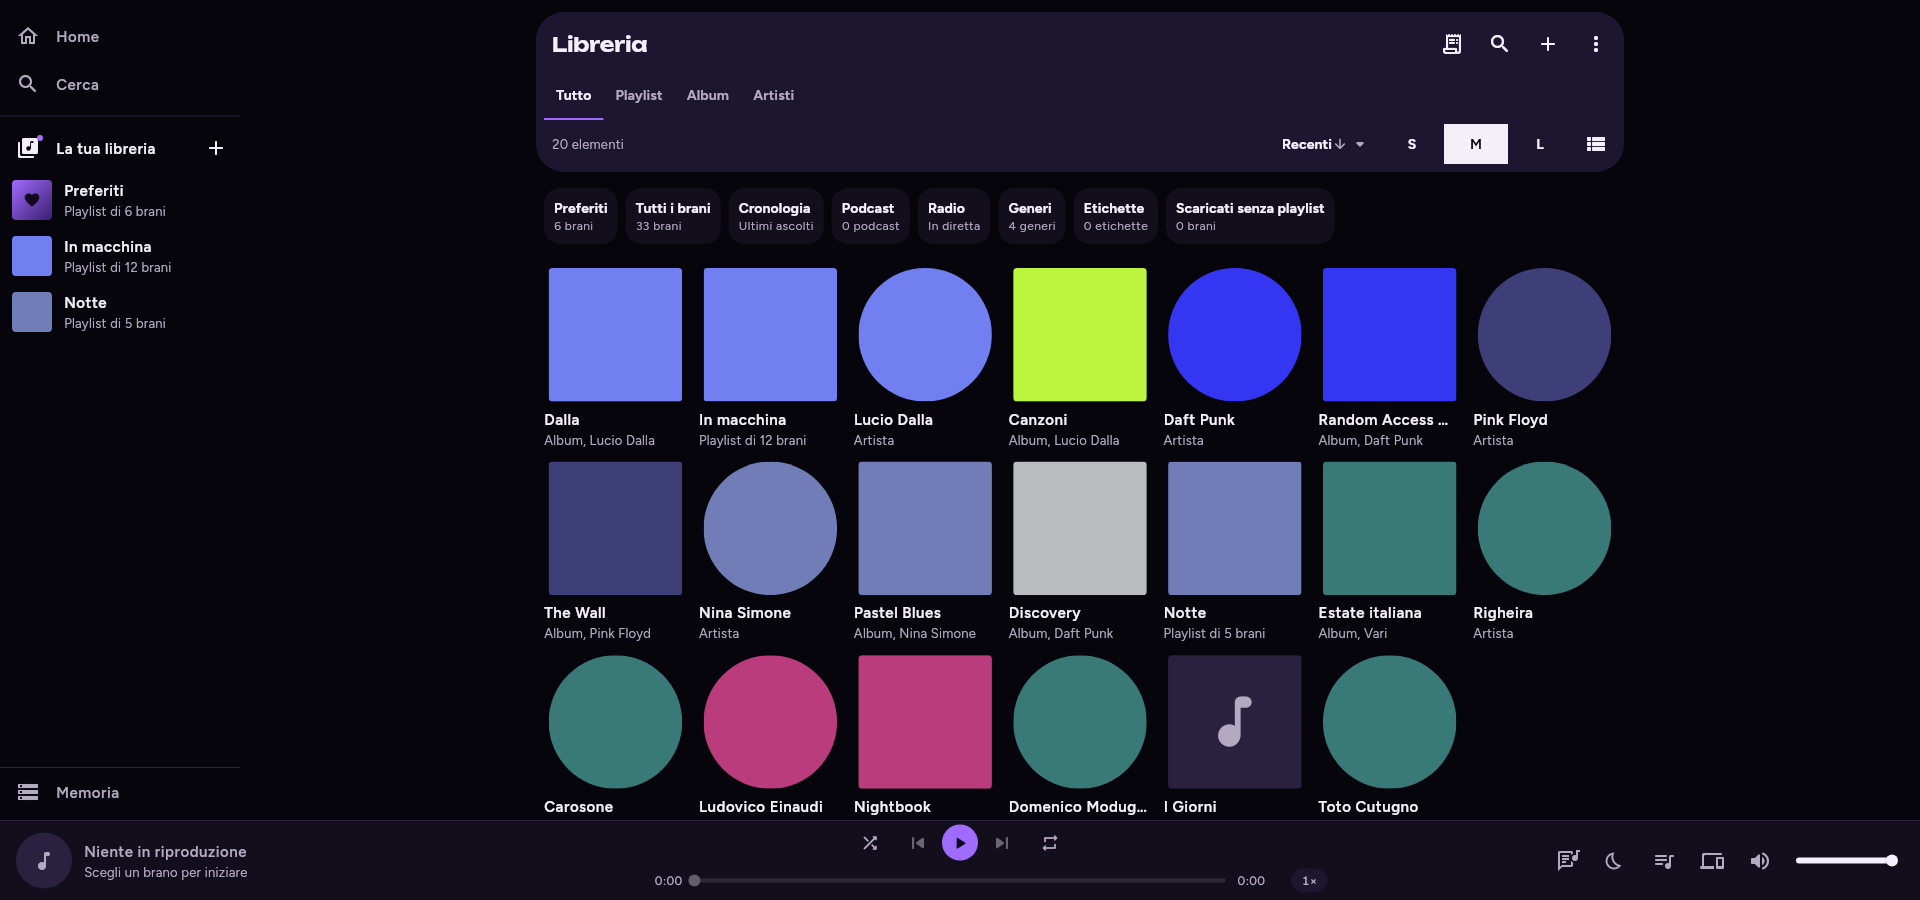 Home
Cerca
La tua libreria
Preferiti
Playlist di 6 brani
In macchina
Playlist di 12 brani
Notte
Playlist di 5 brani
Memoria
Libreria
Tutto Playlist Album Artisti
20 elementi Recenti S M L
Preferiti Tutti i brani Cronologia Podcast Radio Generi Etichette Scaricati senza playlist
6 brani 33 brani Ultimi ascolti 0 podcast In diretta 4 generi 0 etichette 0 brani
Dalla In macchina Lucio Dalla Canzoni Daft Punk Random Access ... Pink Floyd
Album, Lucio Dalla Playlist di 12 brani Artista Album, Lucio Dalla Artista Album, Daft Punk Artista
The Wall Nina Simone Pastel Blues Discovery Notte Estate italiana Righeira
Album, Pink Floyd Artista Album, Nina Simone Album, Daft Punk Playlist di 5 brani Album, Vari Artista
Carosone Ludovico Einaudi Nightbook Domenico Modug... I Giorni Toto Cutugno
Niente in riproduzione
Scegli un brano per iniziare
0:00 0:00 1×